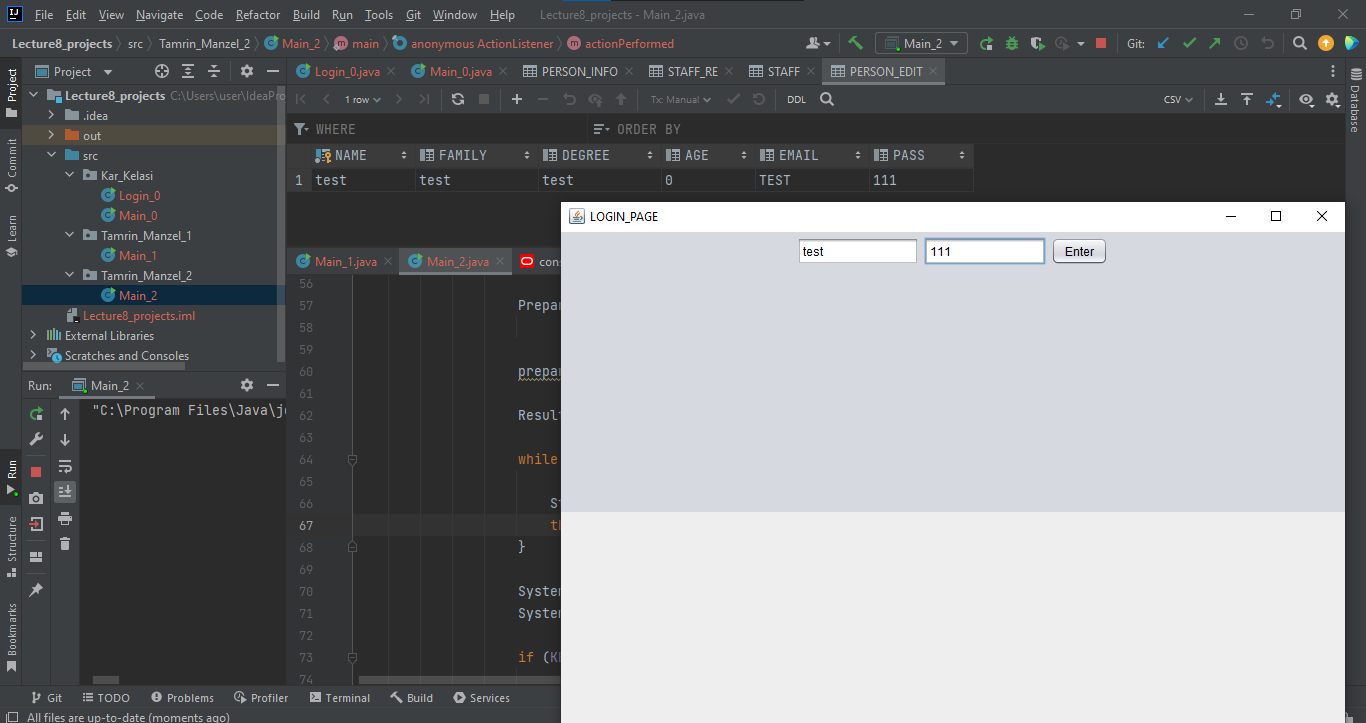 File Edit View Navigate Code Refactor Build Run Tools Git Window Help Lecture8_projects - Main_2.java
Lecture8_projects src Tamrin_Manzel_2 Main_2 main anonymous ActionListener actionPerformed Main_2 Git:
Project Login_0.java Main_0.java PERSON_INFO STAFF_RE STAFF PERSON_EDIT
Lecture8_projects C:\Users\user\IdeaPro 1 row Tx: Manual DDL CSV
.idea
out WHERE ORDER BY
src NAME FAMILY DEGREE AGE EMAIL PASS
Kar_Kelasi 1 test test test 0 TEST 111
Login_0
Main_0
Tamrin_Manzel_1
Main_1
Tamrin_Manzel_2
Main_2
Lecture8_projects.iml
External Libraries
Scratches and Consoles
Project
Commit
Learn
Run
Structure
Bookmarks
Database
LOGIN_PAGE
test 111 Enter
Main_1.java Main_2.java con
56
57 Prepar
58
59
60 prepar
61
62 Result
63
64 while
65
66 St
67 th
68 }
69
70 System
71 System
72
73 if (K
74
Run: Main_2
"C:\Program Files\Java\j
Git TODO Problems Profiler Terminal Build Services
All files are up-to-date (moments ago)